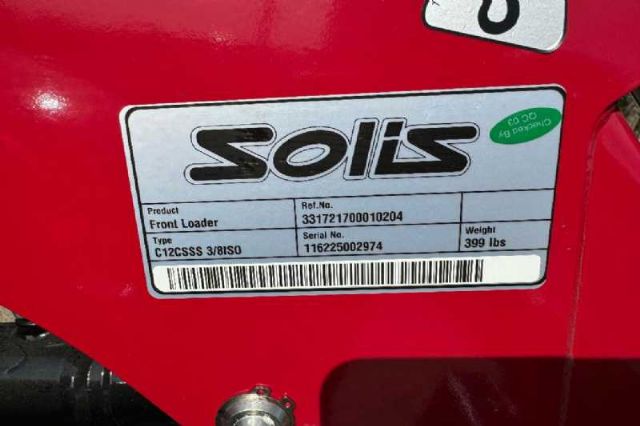 Solis
Checked By
QC 03
Product
Front Loader
Ref.No.
331721700010204
Type
C12CSSS 3/8ISO
Serial No.
116225002974
Weight
399 lbs